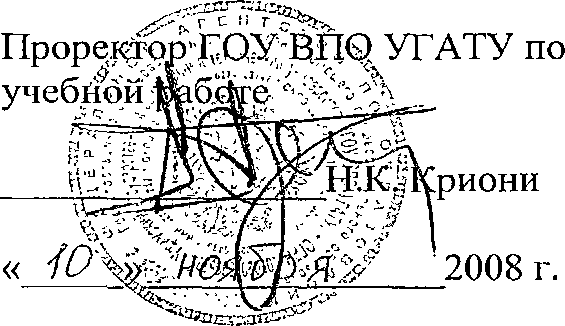 Проректор ГОУ ВПО УГАТУ по
учебной работе
Н.К. Криони
« 10 » ноября 2008 г.